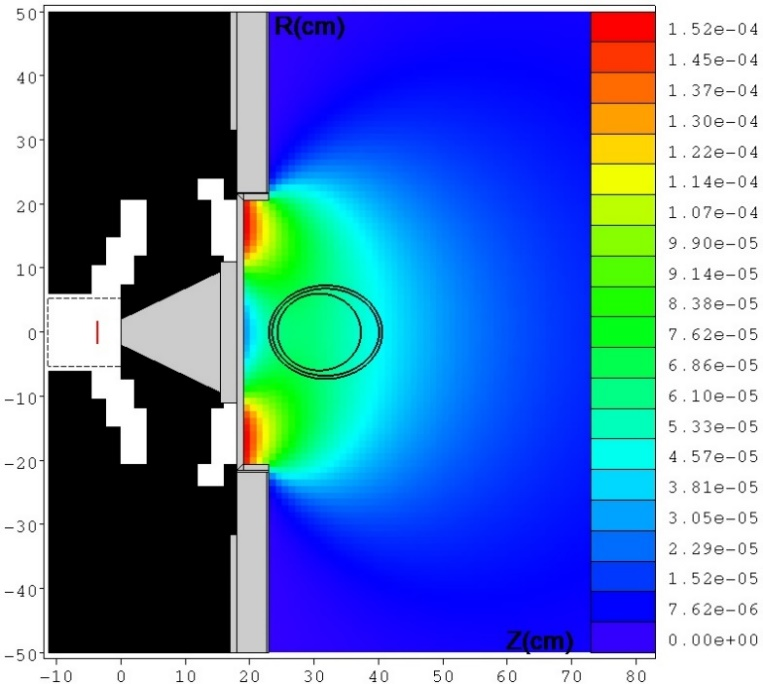 50
R(cm)
1.52e-04
1.45e-04
40
1.37e-04
1.30e-04
30
1.22e-04
1.14e-04
20
1.07e-04
9.90e-05
10
9.14e-05
8.38e-05
0
7.62e-05
6.86e-05
-10
6.10e-05
5.33e-05
-20
4.57e-05
3.81e-05
-30
3.05e-05
2.29e-05
-40
1.52e-05
7.62e-06
Z(cm)
0.00e+00
-50
-10 0 10 20 30 40 50 60 70 80